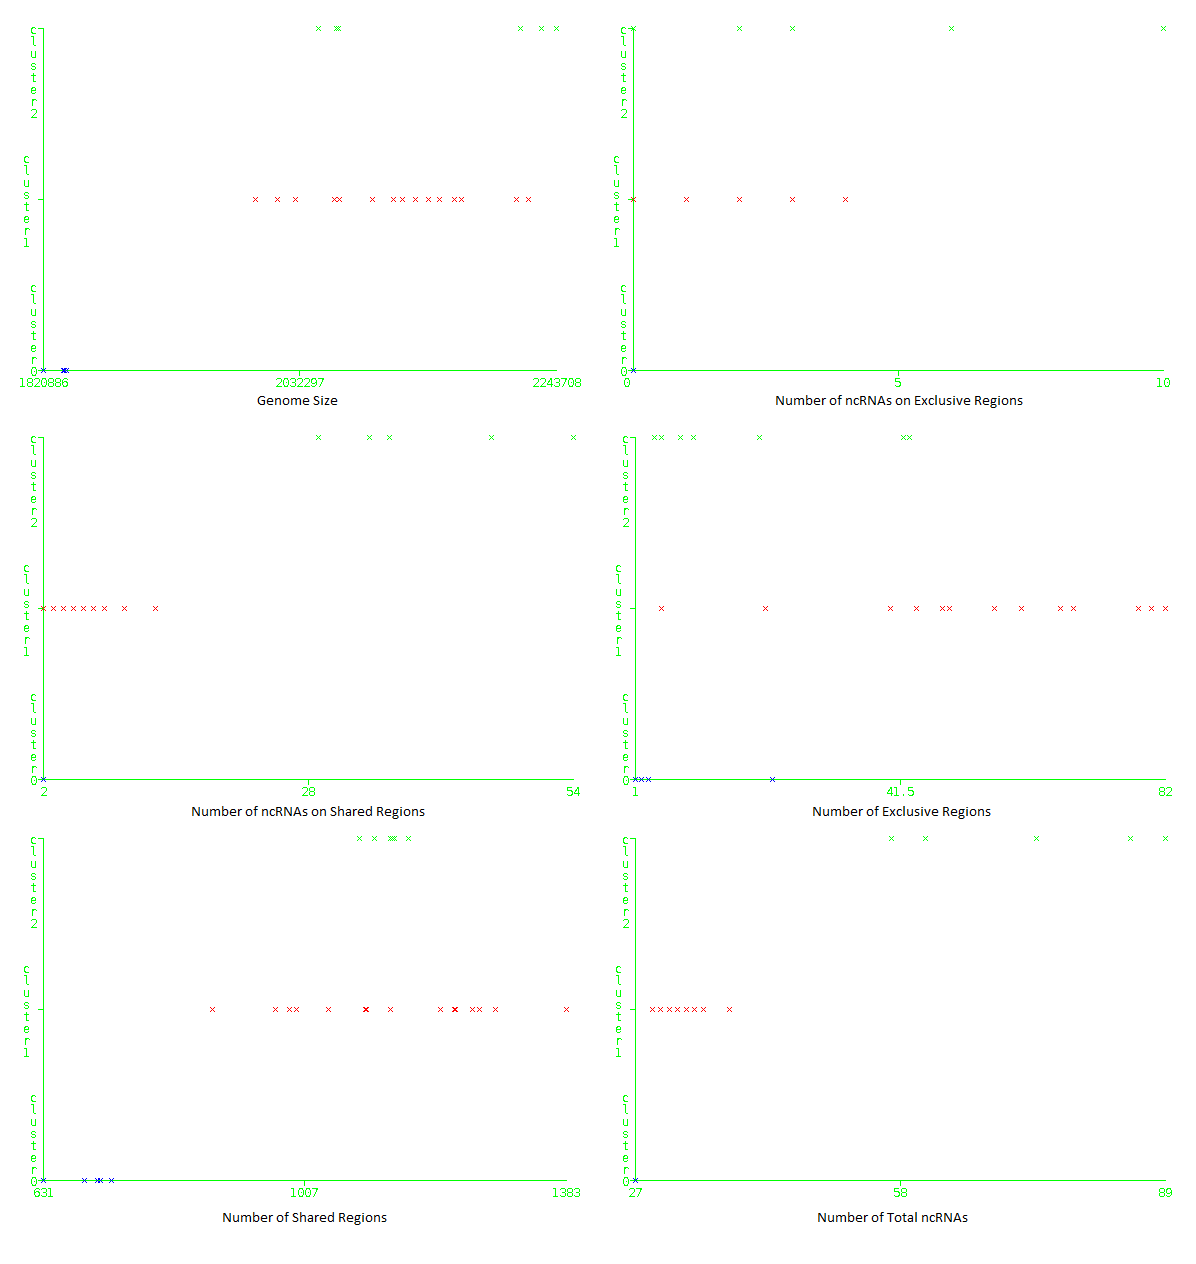 cluster2
cluster1
cluster0
1820886 2032297 2243708
Genome Size
cluster2
cluster1
cluster0
0 5 10
Number of ncRNAs on Exclusive Regions
cluster2
cluster1
cluster0
2 28 54
Number of ncRNAs on Shared Regions
cluster2
cluster1
cluster0
1 41.5 82
Number of Exclusive Regions
cluster2
cluster1
cluster0
631 1007 1383
Number of Shared Regions
cluster2
cluster1
cluster0
27 58 89
Number of Total ncRNAs